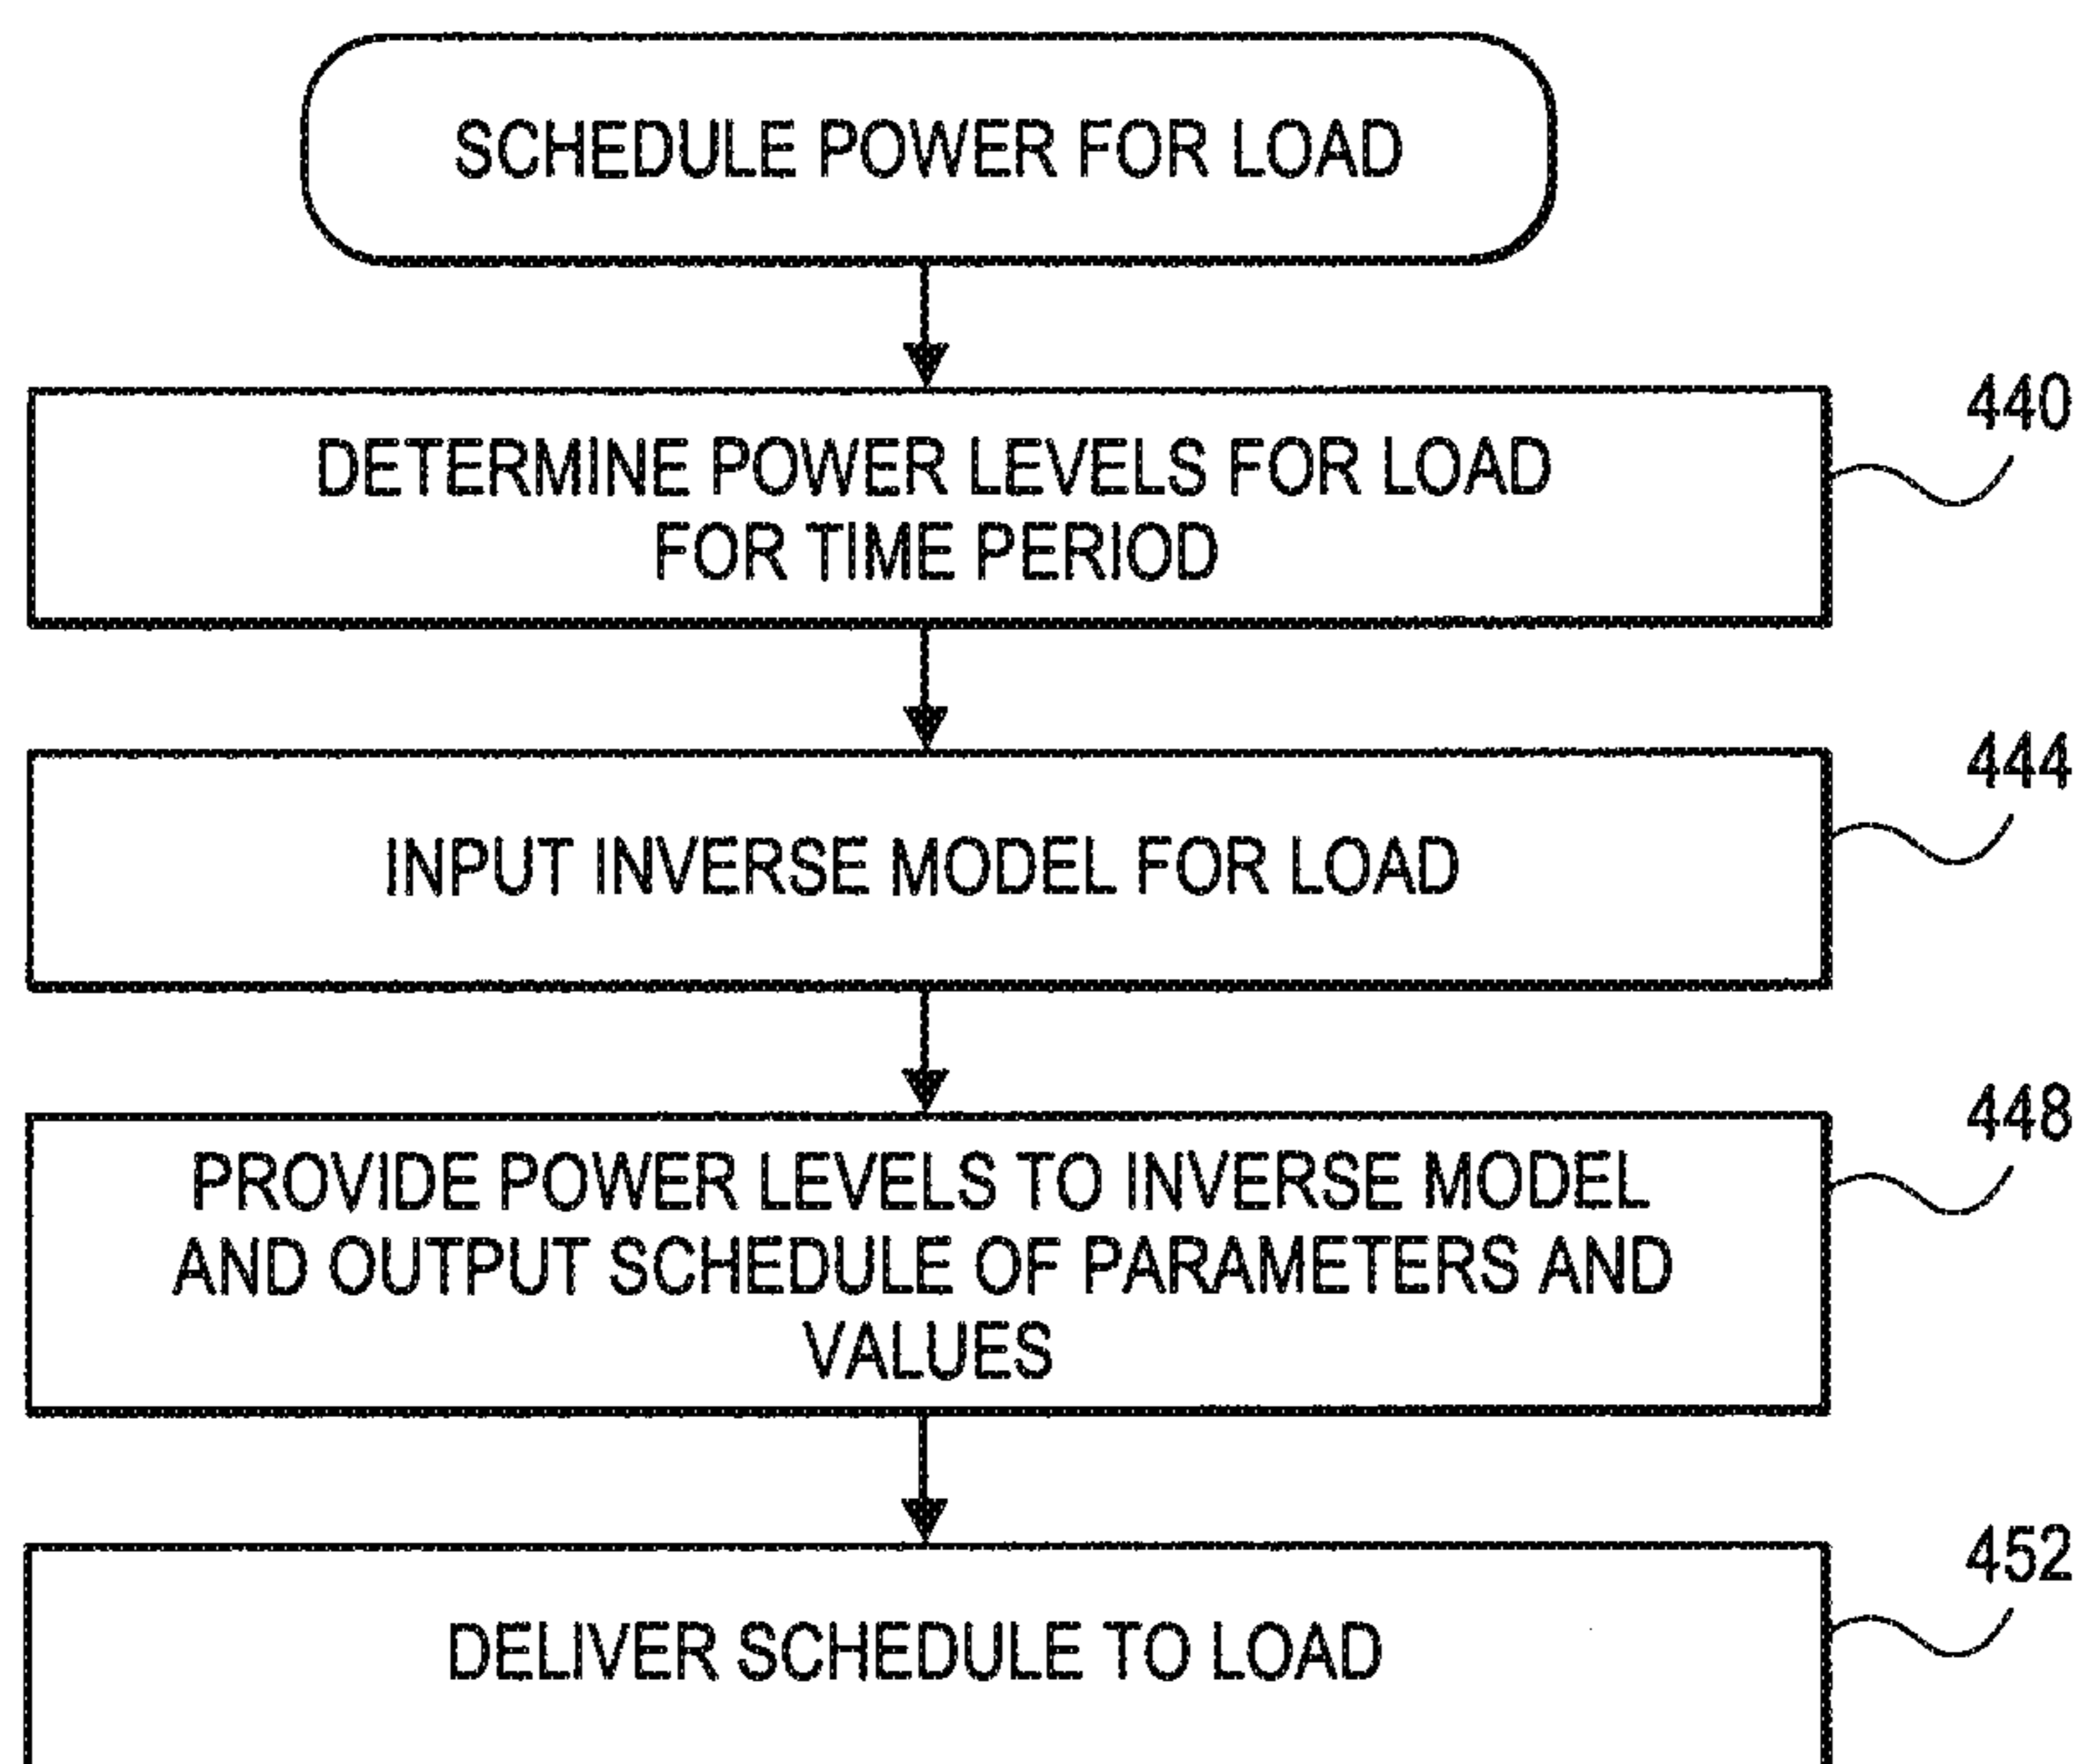 SCHEDULE POWER FOR LOAD
440
DETERMINE POWER LEVELS FOR LOAD
FOR TIME PERIOD
444
INPUT INVERSE MODEL FOR LOAD
448
PROVIDE POWER LEVELS TO INVERSE MODEL
AND OUTPUT SCHEDULE OF PARAMETERS AND
VALUES
452
DELIVER SCHEDULE TO LOAD